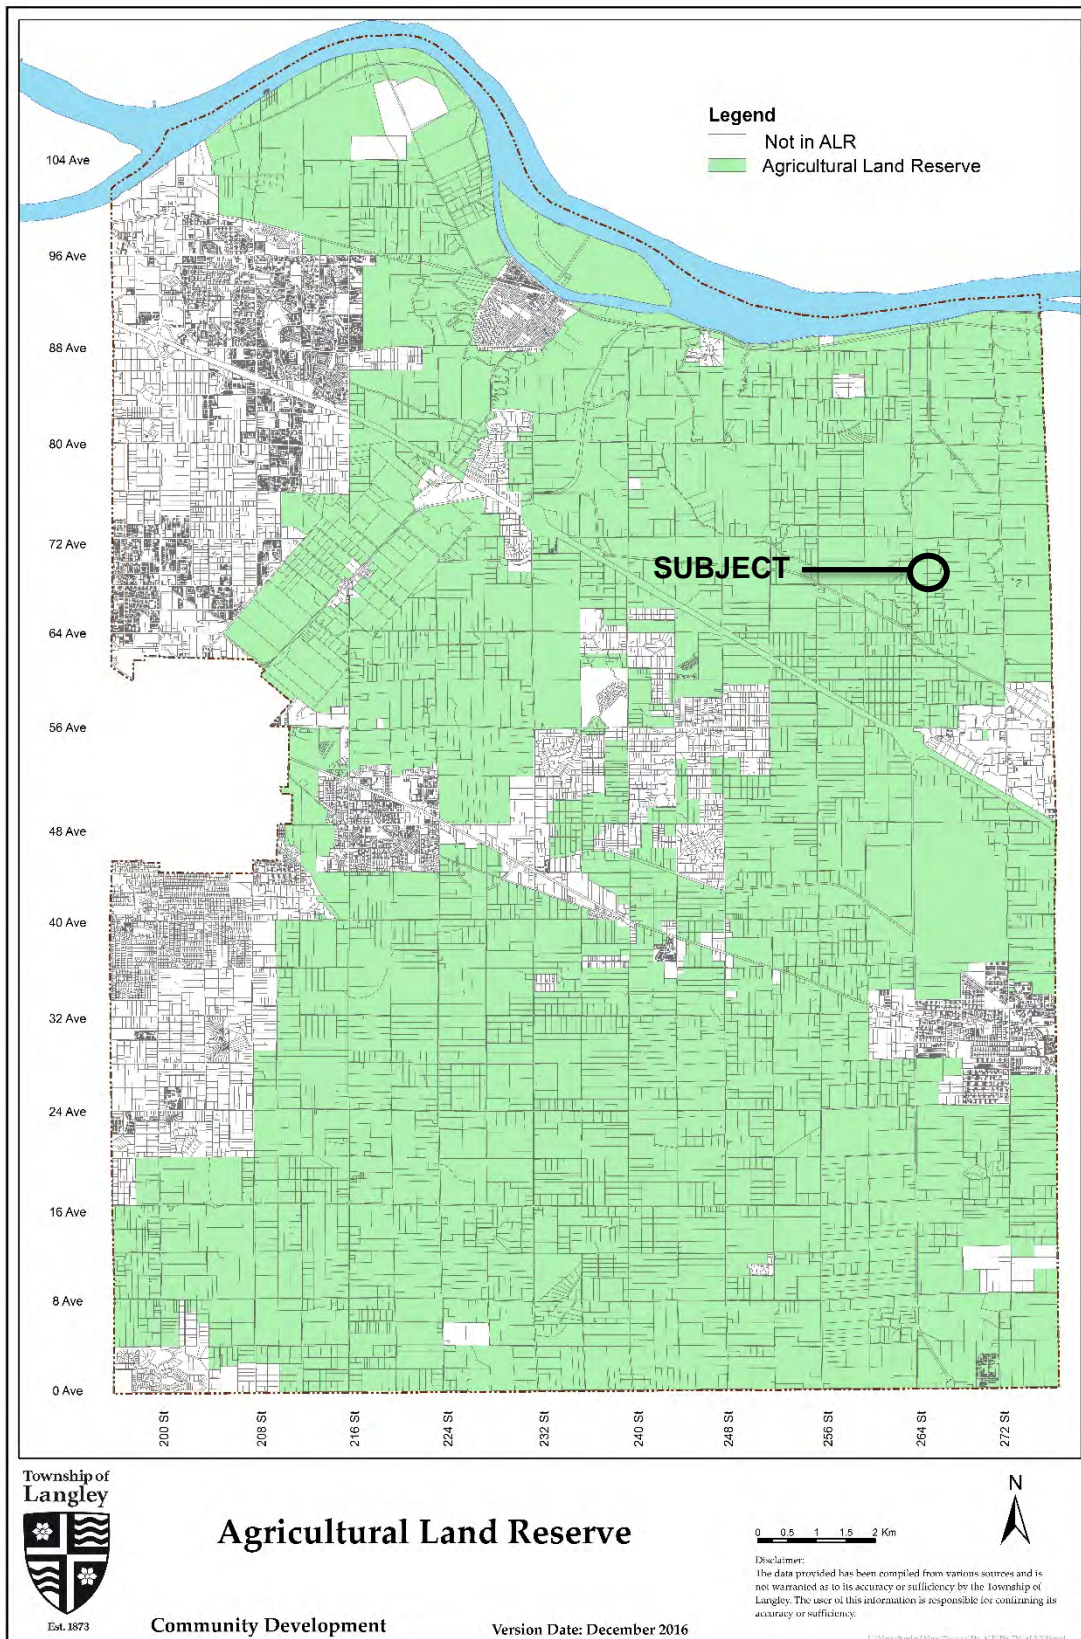 Legend
Not in ALR
Agricultural Land Reserve
104 Ave
96 Ave
88 Ave
80 Ave
72 Ave
SUBJECT
64 Ave
56 Ave
48 Ave
40 Ave
32 Ave
24 Ave
16 Ave
8 Ave
0 Ave
200 St
208 St
216 St
224 St
232 St
240 St
248 St
256 St
264 St
272 St
Township of
Langley
Est. 1873
Agricultural Land Reserve
Community Development
Version Date: December 2016
N
0 0.5 1 1.5 2 Km
Disclaimer:
The data provided has been compiled from various sources and is
not warranted as to its accuracy or sufficiency by the Township of
Langley. The user of this information is responsible for confirming its
accuracy or sufficiency.